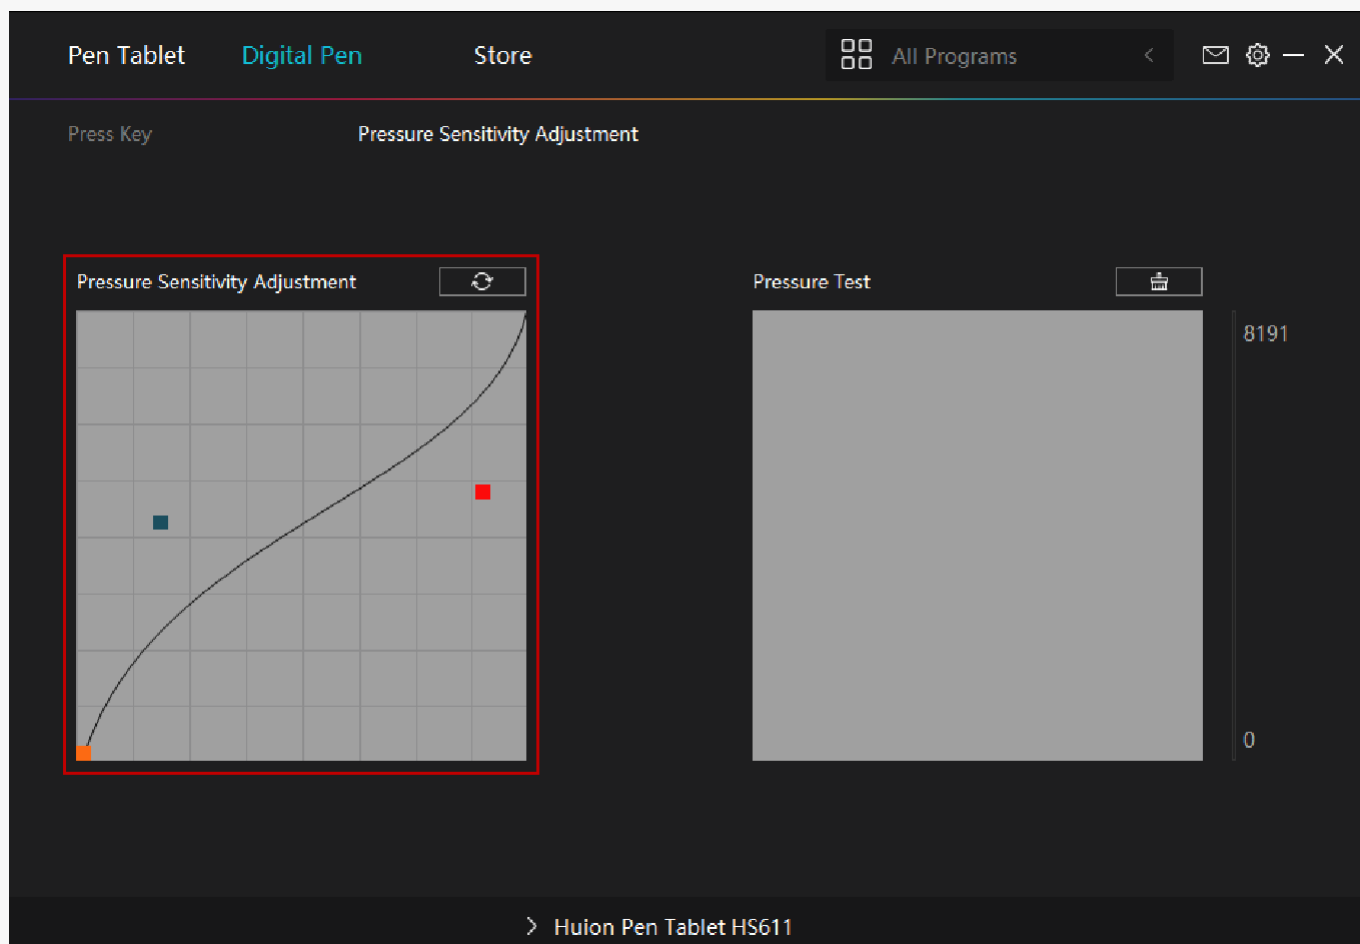 Pen Tablet Digital Pen Store All Programs
Press Key Pressure Sensitivity Adjustment
Pressure Sensitivity Adjustment Pressure Test
8191
0
Huion Pen Tablet HS611